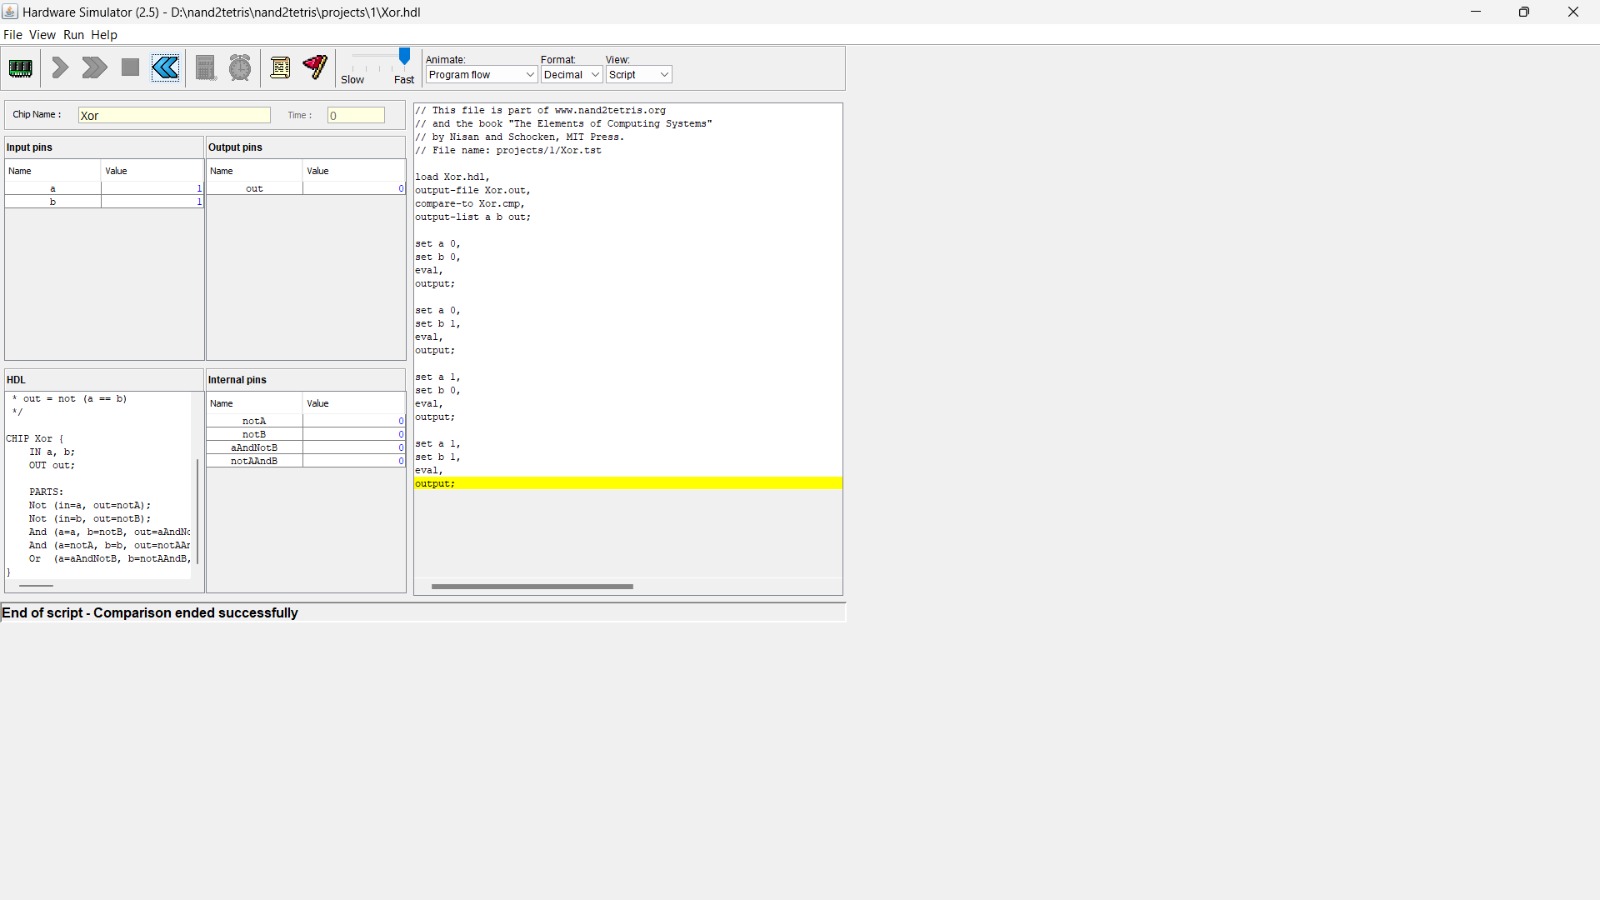 Hardware Simulator (2.5) - D:\nand2tetris\nand2tetris\projects\1\Xor.hdl
File View Run Help
Slow Fast
Animate: Format: View:
Program flow Decimal Script
Chip Name : Xor Time : 0
Input pins
Name Value
a 1
b 1
Output pins
Name Value
out 0
HDL
* out = not (a == b)
*/
CHIP Xor {
IN a, b;
OUT out;
PARTS:
Not (in=a, out=notA);
Not (in=b, out=notB);
And (a=a, b=notB, out=aAndNo
And (a=notA, b=b, out=notAAn
Or (a=aAndNotB, b=notAAndB,
}
Internal pins
Name Value
notA 0
notB 0
aAndNotB 0
notAAndB 0
// This file is part of www.nand2tetris.org
// and the book "The Elements of Computing Systems"
// by Nisan and Schocken, MIT Press.
// File name: projects/1/Xor.tst
load Xor.hdl,
output-file Xor.out,
compare-to Xor.cmp,
output-list a b out;
set a 0,
set b 0,
eval,
output;
set a 0,
set b 1,
eval,
output;
set a 1,
set b 0,
eval,
output;
set a 1,
set b 1,
eval,
output;
End of script - Comparison ended successfully